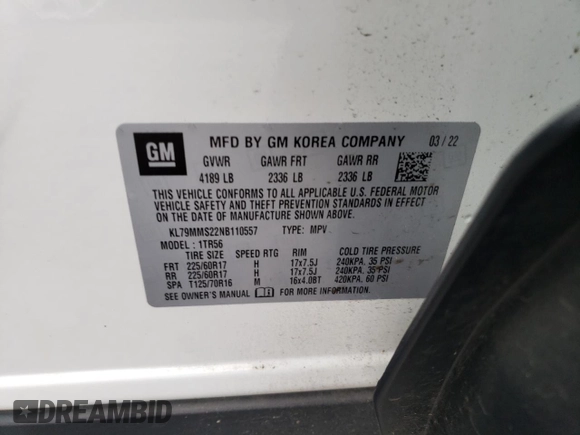 GM
MFD BY GM KOREA COMPANY 03 / 22
GVWR GAWR FRT GAWR RR
4189 LB 2336 LB 2336 LB
THIS VEHICLE CONFORMS TO ALL APPLICABLE U.S. FEDERAL MOTOR
VEHICLE SAFETY AND THEFT PREVENTION STANDARDS IN EFFECT
ON THE DATE OF MANUFACTURE SHOWN ABOVE.
KL79MMS22NB110557 TYPE: MPV
MODEL: 1TR56
TIRE SIZE SPEED RTG RIM COLD TIRE PRESSURE
FRT 225/60R17 H 17x7.5J 240KPA, 35 PSI
RR 225/60R17 H 17x7.5J 240KPA, 35 PSI
SPA T125/70R16 M 16x4.0BT 420KPA, 60 PSI
SEE OWNER'S MANUAL FOR MORE INFORMATION.
DREAMBID